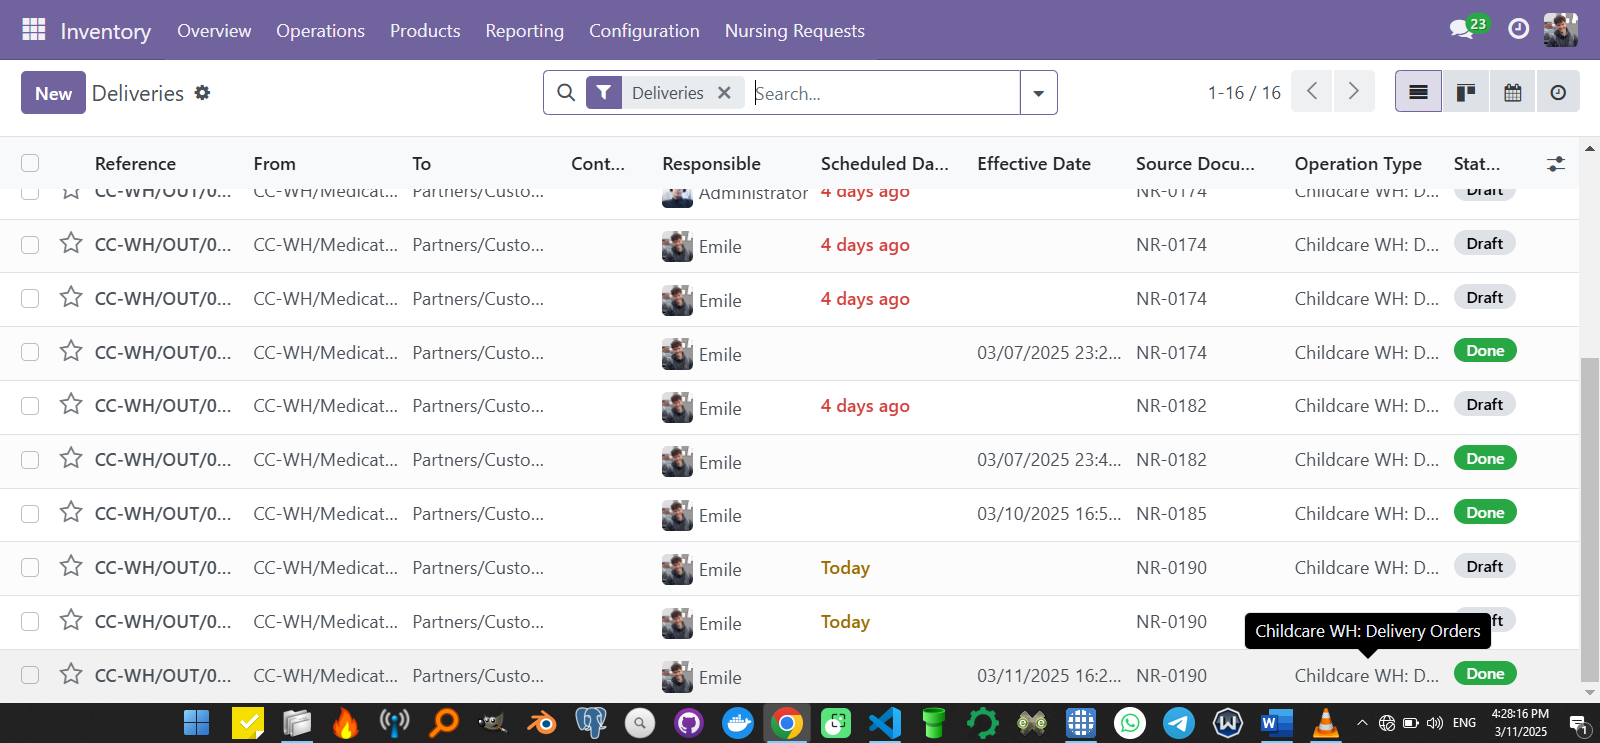 Inventory Overview Operations Products Reporting Configuration Nursing Requests 23
New Deliveries Deliveries Search... 1-16 / 16
Reference From To Cont... Responsible Scheduled Da... Effective Date Source Docu... Operation Type Stat...
CC-WH/OUT/0... CC-WH/Medicat... Partners/Custo... Administrator 4 days ago NR-0174 Childcare WH: D... Draft
CC-WH/OUT/0... CC-WH/Medicat... Partners/Custo... Emile 4 days ago NR-0174 Childcare WH: D... Draft
CC-WH/OUT/0... CC-WH/Medicat... Partners/Custo... Emile 4 days ago NR-0174 Childcare WH: D... Draft
CC-WH/OUT/0... CC-WH/Medicat... Partners/Custo... Emile 03/07/2025 23:2... NR-0174 Childcare WH: D... Done
CC-WH/OUT/0... CC-WH/Medicat... Partners/Custo... Emile 4 days ago NR-0182 Childcare WH: D... Draft
CC-WH/OUT/0... CC-WH/Medicat... Partners/Custo... Emile 03/07/2025 23:4... NR-0182 Childcare WH: D... Done
CC-WH/OUT/0... CC-WH/Medicat... Partners/Custo... Emile 03/10/2025 16:5... NR-0185 Childcare WH: D... Done
CC-WH/OUT/0... CC-WH/Medicat... Partners/Custo... Emile Today NR-0190 Childcare WH: D... Draft
CC-WH/OUT/0... CC-WH/Medicat... Partners/Custo... Emile Today NR-0190
Childcare WH: Delivery Orders
CC-WH/OUT/0... CC-WH/Medicat... Partners/Custo... Emile 03/11/2025 16:2... NR-0190 Childcare WH: D... Done
ENG 4:28:16 PM
3/11/2025 1